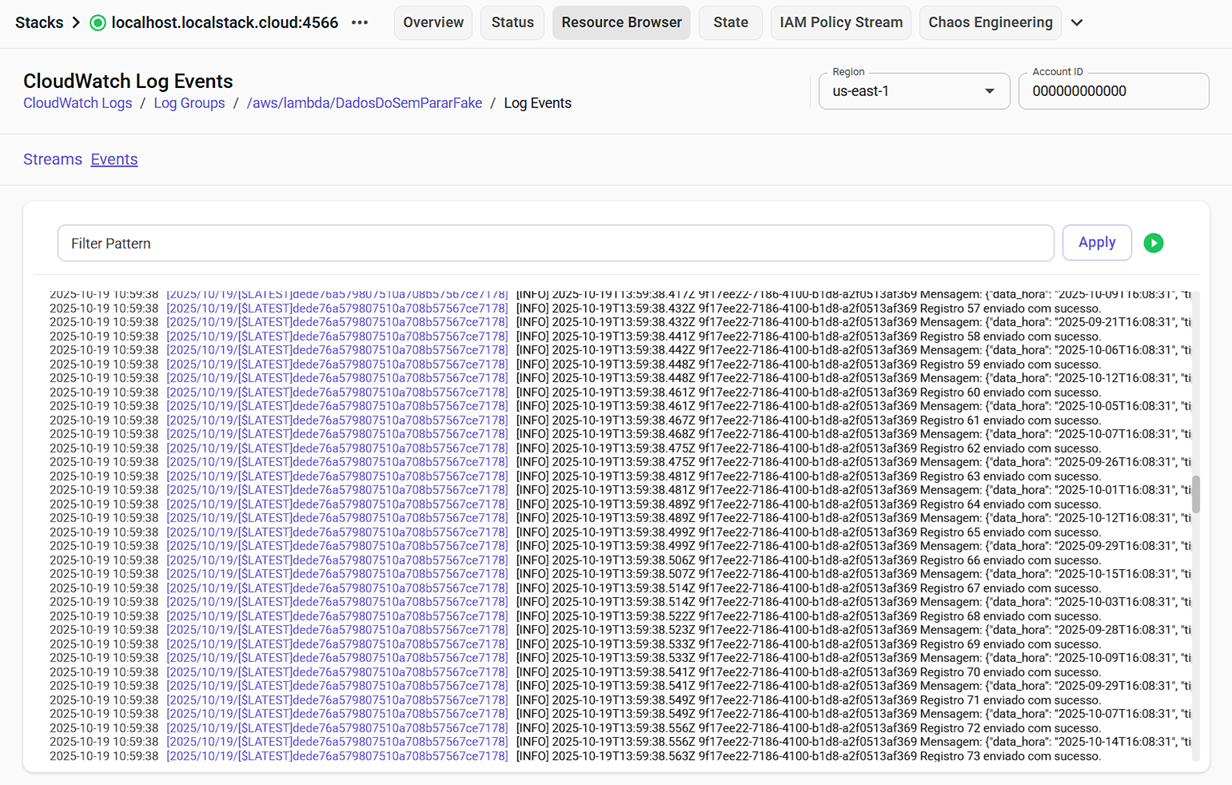 Stacks > localhost.localstack.cloud:4566 ••• Overview Status Resource Browser State IAM Policy Stream Chaos Engineering
CloudWatch Log Events
CloudWatch Logs / Log Groups / /aws/lambda/DadosDoSemPararFake / Log Events
Region
us-east-1
Account ID
000000000000
Streams Events
Filter Pattern Apply
2025-10-19 10:59:38 [2025/10/19/[$LATEST]dede76a579807510a708b57567ce7178] [INFO] 2025-10-19T13:59:38.417Z 9f17ee22-7186-4100-b1d8-a2f0513af369 Mensagem: {"data_hora": "2025-10-09T16:08:31", "ti
2025-10-19 10:59:38 [2025/10/19/[$LATEST]dede76a579807510a708b57567ce7178] [INFO] 2025-10-19T13:59:38.432Z 9f17ee22-7186-4100-b1d8-a2f0513af369 Registro 57 enviado com sucesso.
2025-10-19 10:59:38 [2025/10/19/[$LATEST]dede76a579807510a708b57567ce7178] [INFO] 2025-10-19T13:59:38.432Z 9f17ee22-7186-4100-b1d8-a2f0513af369 Mensagem: {"data_hora": "2025-09-21T16:08:31", "ti
2025-10-19 10:59:38 [2025/10/19/[$LATEST]dede76a579807510a708b57567ce7178] [INFO] 2025-10-19T13:59:38.441Z 9f17ee22-7186-4100-b1d8-a2f0513af369 Registro 58 enviado com sucesso.
2025-10-19 10:59:38 [2025/10/19/[$LATEST]dede76a579807510a708b57567ce7178] [INFO] 2025-10-19T13:59:38.442Z 9f17ee22-7186-4100-b1d8-a2f0513af369 Mensagem: {"data_hora": "2025-10-06T16:08:31", "ti
2025-10-19 10:59:38 [2025/10/19/[$LATEST]dede76a579807510a708b57567ce7178] [INFO] 2025-10-19T13:59:38.448Z 9f17ee22-7186-4100-b1d8-a2f0513af369 Registro 59 enviado com sucesso.
2025-10-19 10:59:38 [2025/10/19/[$LATEST]dede76a579807510a708b57567ce7178] [INFO] 2025-10-19T13:59:38.448Z 9f17ee22-7186-4100-b1d8-a2f0513af369 Mensagem: {"data_hora": "2025-10-12T16:08:31", "ti
2025-10-19 10:59:38 [2025/10/19/[$LATEST]dede76a579807510a708b57567ce7178] [INFO] 2025-10-19T13:59:38.461Z 9f17ee22-7186-4100-b1d8-a2f0513af369 Registro 60 enviado com sucesso.
2025-10-19 10:59:38 [2025/10/19/[$LATEST]dede76a579807510a708b57567ce7178] [INFO] 2025-10-19T13:59:38.461Z 9f17ee22-7186-4100-b1d8-a2f0513af369 Mensagem: {"data_hora": "2025-10-05T16:08:31", "ti
2025-10-19 10:59:38 [2025/10/19/[$LATEST]dede76a579807510a708b57567ce7178] [INFO] 2025-10-19T13:59:38.467Z 9f17ee22-7186-4100-b1d8-a2f0513af369 Registro 61 enviado com sucesso.
2025-10-19 10:59:38 [2025/10/19/[$LATEST]dede76a579807510a708b57567ce7178] [INFO] 2025-10-19T13:59:38.468Z 9f17ee22-7186-4100-b1d8-a2f0513af369 Mensagem: {"data_hora": "2025-10-07T16:08:31", "ti
2025-10-19 10:59:38 [2025/10/19/[$LATEST]dede76a579807510a708b57567ce7178] [INFO] 2025-10-19T13:59:38.475Z 9f17ee22-7186-4100-b1d8-a2f0513af369 Registro 62 enviado com sucesso.
2025-10-19 10:59:38 [2025/10/19/[$LATEST]dede76a579807510a708b57567ce7178] [INFO] 2025-10-19T13:59:38.475Z 9f17ee22-7186-4100-b1d8-a2f0513af369 Mensagem: {"data_hora": "2025-09-26T16:08:31", "ti
2025-10-19 10:59:38 [2025/10/19/[$LATEST]dede76a579807510a708b57567ce7178] [INFO] 2025-10-19T13:59:38.481Z 9f17ee22-7186-4100-b1d8-a2f0513af369 Registro 63 enviado com sucesso.
2025-10-19 10:59:38 [2025/10/19/[$LATEST]dede76a579807510a708b57567ce7178] [INFO] 2025-10-19T13:59:38.481Z 9f17ee22-7186-4100-b1d8-a2f0513af369 Mensagem: {"data_hora": "2025-10-01T16:08:31", "ti
2025-10-19 10:59:38 [2025/10/19/[$LATEST]dede76a579807510a708b57567ce7178] [INFO] 2025-10-19T13:59:38.489Z 9f17ee22-7186-4100-b1d8-a2f0513af369 Registro 64 enviado com sucesso.
2025-10-19 10:59:38 [2025/10/19/[$LATEST]dede76a579807510a708b57567ce7178] [INFO] 2025-10-19T13:59:38.489Z 9f17ee22-7186-4100-b1d8-a2f0513af369 Mensagem: {"data_hora": "2025-10-12T16:08:31", "ti
2025-10-19 10:59:38 [2025/10/19/[$LATEST]dede76a579807510a708b57567ce7178] [INFO] 2025-10-19T13:59:38.499Z 9f17ee22-7186-4100-b1d8-a2f0513af369 Registro 65 enviado com sucesso.
2025-10-19 10:59:38 [2025/10/19/[$LATEST]dede76a579807510a708b57567ce7178] [INFO] 2025-10-19T13:59:38.499Z 9f17ee22-7186-4100-b1d8-a2f0513af369 Mensagem: {"data_hora": "2025-09-29T16:08:31", "ti
2025-10-19 10:59:38 [2025/10/19/[$LATEST]dede76a579807510a708b57567ce7178] [INFO] 2025-10-19T13:59:38.506Z 9f17ee22-7186-4100-b1d8-a2f0513af369 Registro 66 enviado com sucesso.
2025-10-19 10:59:38 [2025/10/19/[$LATEST]dede76a579807510a708b57567ce7178] [INFO] 2025-10-19T13:59:38.507Z 9f17ee22-7186-4100-b1d8-a2f0513af369 Mensagem: {"data_hora": "2025-10-15T16:08:31", "ti
2025-10-19 10:59:38 [2025/10/19/[$LATEST]dede76a579807510a708b57567ce7178] [INFO] 2025-10-19T13:59:38.514Z 9f17ee22-7186-4100-b1d8-a2f0513af369 Registro 67 enviado com sucesso.
2025-10-19 10:59:38 [2025/10/19/[$LATEST]dede76a579807510a708b57567ce7178] [INFO] 2025-10-19T13:59:38.514Z 9f17ee22-7186-4100-b1d8-a2f0513af369 Mensagem: {"data_hora": "2025-10-03T16:08:31", "ti
2025-10-19 10:59:38 [2025/10/19/[$LATEST]dede76a579807510a708b57567ce7178] [INFO] 2025-10-19T13:59:38.522Z 9f17ee22-7186-4100-b1d8-a2f0513af369 Registro 68 enviado com sucesso.
2025-10-19 10:59:38 [2025/10/19/[$LATEST]dede76a579807510a708b57567ce7178] [INFO] 2025-10-19T13:59:38.523Z 9f17ee22-7186-4100-b1d8-a2f0513af369 Mensagem: {"data_hora": "2025-09-28T16:08:31", "ti
2025-10-19 10:59:38 [2025/10/19/[$LATEST]dede76a579807510a708b57567ce7178] [INFO] 2025-10-19T13:59:38.533Z 9f17ee22-7186-4100-b1d8-a2f0513af369 Registro 69 enviado com sucesso.
2025-10-19 10:59:38 [2025/10/19/[$LATEST]dede76a579807510a708b57567ce7178] [INFO] 2025-10-19T13:59:38.533Z 9f17ee22-7186-4100-b1d8-a2f0513af369 Mensagem: {"data_hora": "2025-10-09T16:08:31", "ti
2025-10-19 10:59:38 [2025/10/19/[$LATEST]dede76a579807510a708b57567ce7178] [INFO] 2025-10-19T13:59:38.541Z 9f17ee22-7186-4100-b1d8-a2f0513af369 Registro 70 enviado com sucesso.
2025-10-19 10:59:38 [2025/10/19/[$LATEST]dede76a579807510a708b57567ce7178] [INFO] 2025-10-19T13:59:38.541Z 9f17ee22-7186-4100-b1d8-a2f0513af369 Mensagem: {"data_hora": "2025-09-29T16:08:31", "ti
2025-10-19 10:59:38 [2025/10/19/[$LATEST]dede76a579807510a708b57567ce7178] [INFO] 2025-10-19T13:59:38.549Z 9f17ee22-7186-4100-b1d8-a2f0513af369 Registro 71 enviado com sucesso.
2025-10-19 10:59:38 [2025/10/19/[$LATEST]dede76a579807510a708b57567ce7178] [INFO] 2025-10-19T13:59:38.549Z 9f17ee22-7186-4100-b1d8-a2f0513af369 Mensagem: {"data_hora": "2025-10-07T16:08:31", "ti
2025-10-19 10:59:38 [2025/10/19/[$LATEST]dede76a579807510a708b57567ce7178] [INFO] 2025-10-19T13:59:38.556Z 9f17ee22-7186-4100-b1d8-a2f0513af369 Registro 72 enviado com sucesso.
2025-10-19 10:59:38 [2025/10/19/[$LATEST]dede76a579807510a708b57567ce7178] [INFO] 2025-10-19T13:59:38.556Z 9f17ee22-7186-4100-b1d8-a2f0513af369 Mensagem: {"data_hora": "2025-10-14T16:08:31", "ti
2025-10-19 10:59:38 [2025/10/19/[$LATEST]dede76a579807510a708b57567ce7178] [INFO] 2025-10-19T13:59:38.563Z 9f17ee22-7186-4100-b1d8-a2f0513af369 Registro 73 enviado com sucesso.